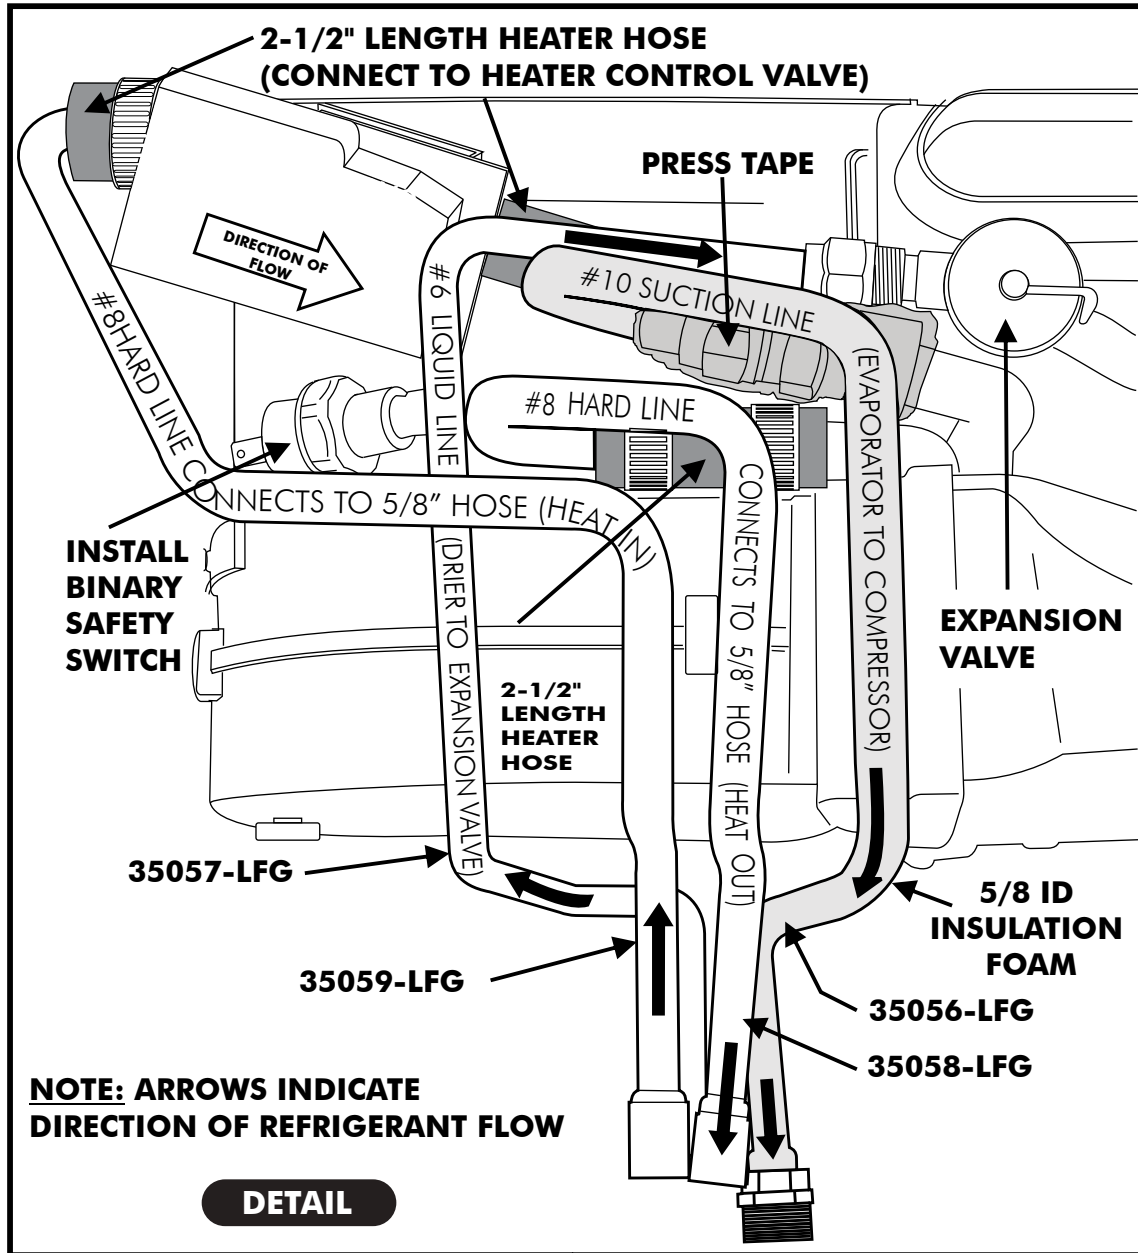 2-1/2" LENGTH HEATER HOSE
(CONNECT TO HEATER CONTROL VALVE)
PRESS TAPE
DIRECTION OF
FLOW
#6 LIQUID LINE (DRIER TO EXPANSION VALVE)
#10 SUCTION LINE (EVAPORATOR TO COMPRESSOR)
#8HARD LINE CONNECTS TO 5/8” HOSE (HEAT IN)
#8 HARD LINE CONNECTS TO 5/8” HOSE (HEAT OUT)
INSTALL
BINARY
SAFETY
SWITCH
EXPANSION
VALVE
2-1/2"
LENGTH
HEATER
HOSE
35057-LFG
5/8 ID
INSULATION
FOAM
35059-LFG
35056-LFG
35058-LFG
NOTE: ARROWS INDICATE
DIRECTION OF REFRIGERANT FLOW
DETAIL